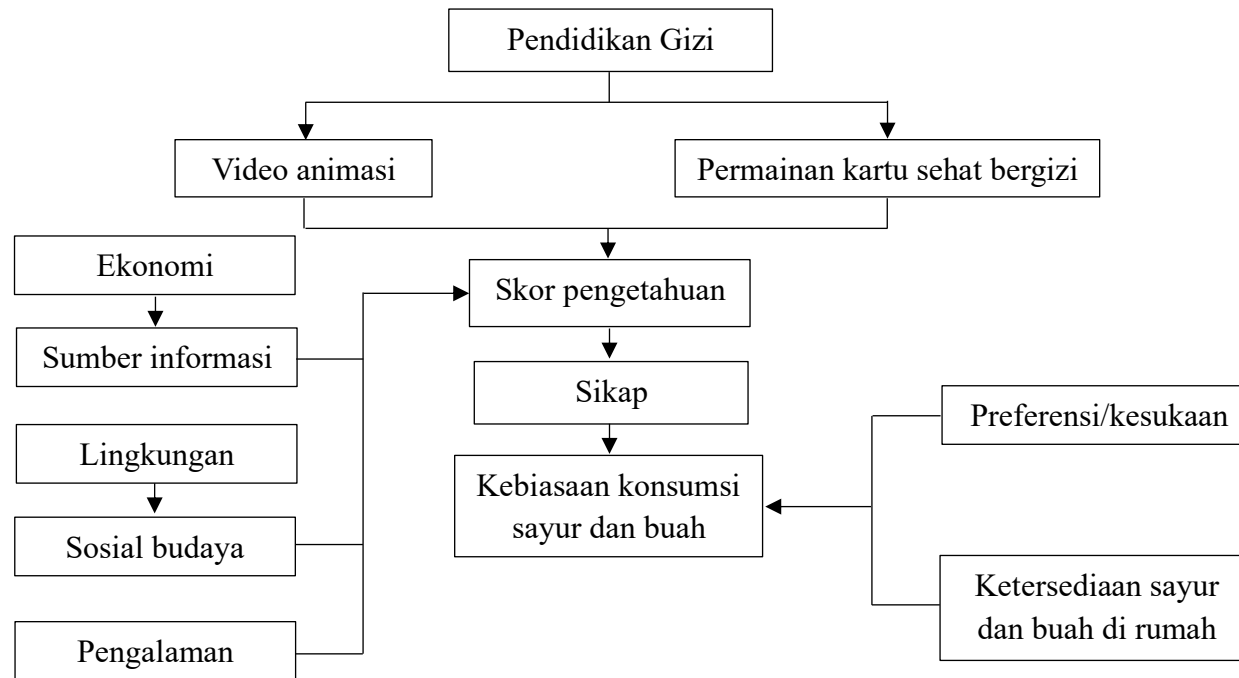 Pendidikan Gizi
Video animasi
Permainan kartu sehat bergizi
Ekonomi
Skor pengetahuan
Sumber informasi
Sikap
Preferensi/kesukaan
Lingkungan
Kebiasaan konsumsi
sayur dan buah
Sosial budaya
Ketersediaan sayur
dan buah di rumah
Pengalaman